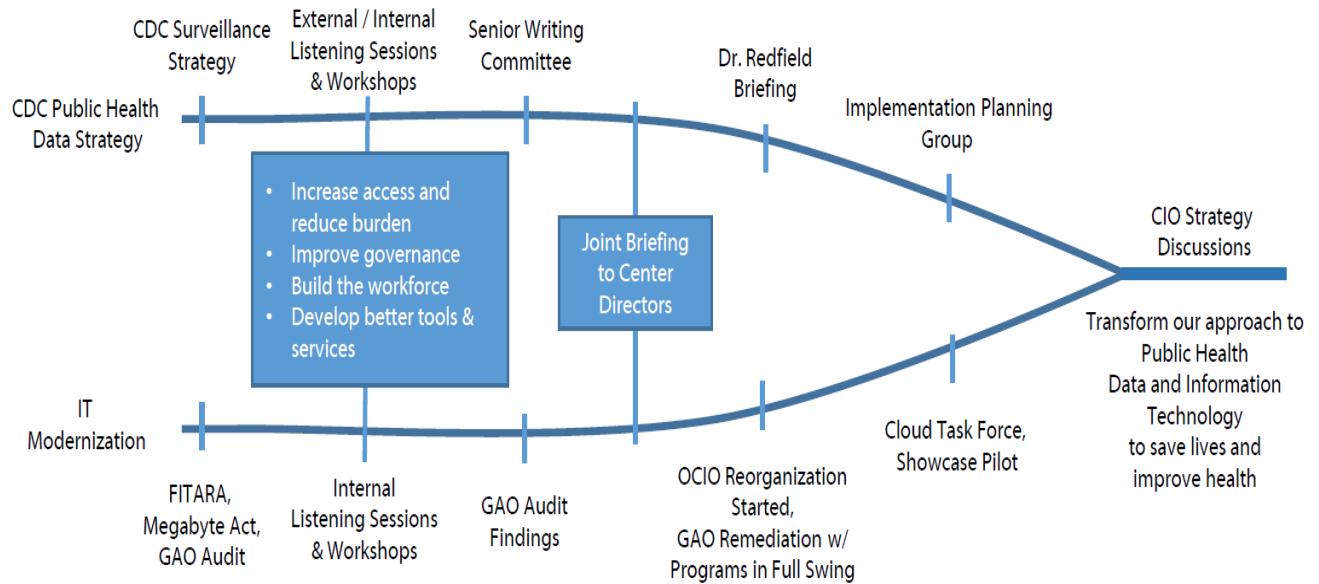 CDC Surveillance
Strategy
External / Internal
Listening Sessions
& Workshops
Senior Writing
Committee
Dr. Redfield
Briefing
Implementation Planning
Group
CDC Public Health
Data Strategy
• Increase access and
reduce burden
• Improve governance
• Build the workforce
• Develop better tools &
services
Joint Briefing
to Center
Directors
CIO Strategy
Discussions
Transform our approach to
Public Health
Data and Information
Technology
to save lives and
improve health
IT
Modernization
FITARA,
Megabyte Act,
GAO Audit
Internal
Listening Sessions
& Workshops
GAO Audit
Findings
OCIO Reorganization
Started,
GAO Remediation w/
Programs in Full Swing
Cloud Task Force,
Showcase Pilot